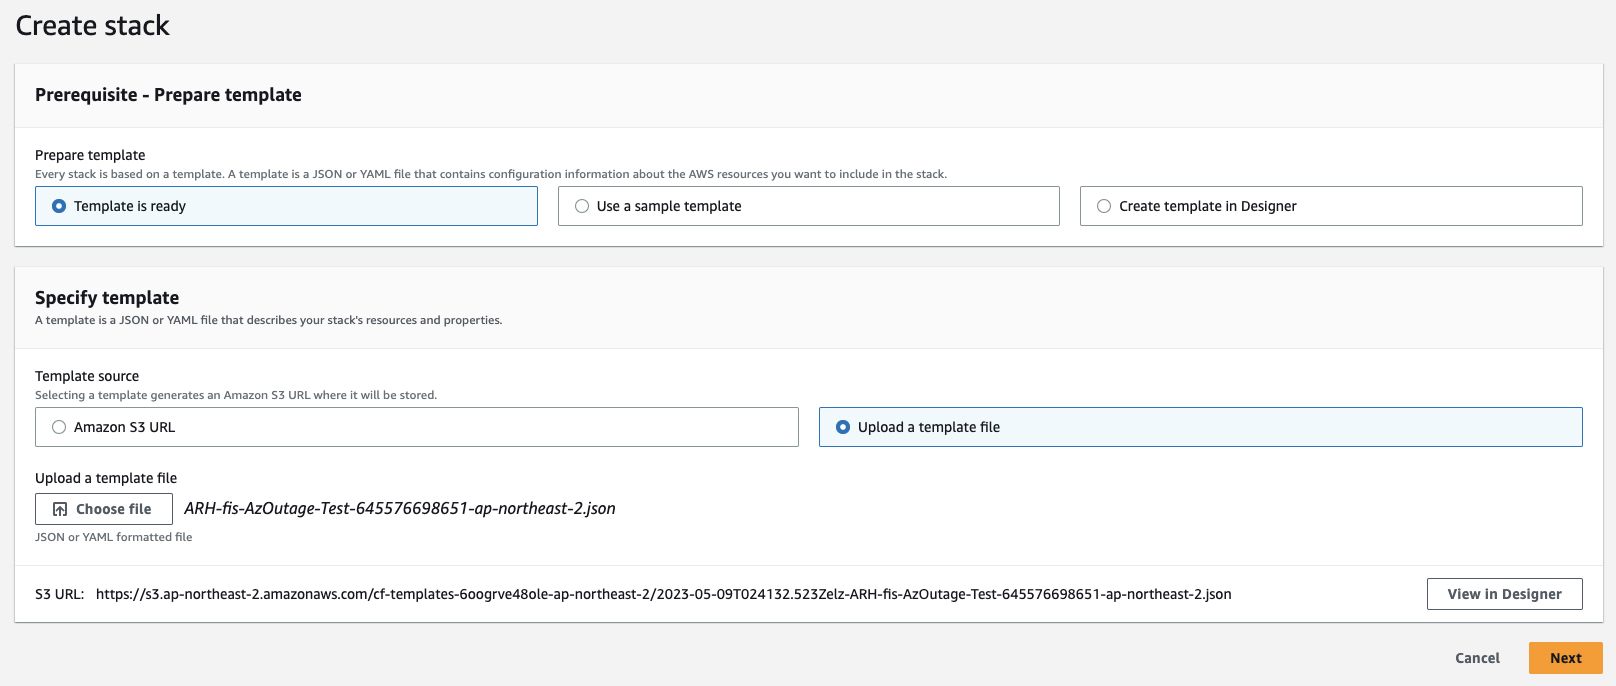 Create stack
Prerequisite - Prepare template
Prepare template
Every stack is based on a template. A template is a JSON or YAML file that contains configuration information about the AWS resources you want to include in the stack.
Template is ready
Use a sample template
Create template in Designer
Specify template
A template is a JSON or YAML file that describes your stack's resources and properties.
Template source
Selecting a template generates an Amazon S3 URL where it will be stored.
Amazon S3 URL
Upload a template file
Upload a template file
Choose file ARH-fis-AzOutage-Test-645576698651-ap-northeast-2.json
JSON or YAML formatted file
S3 URL: https://s3.ap-northeast-2.amazonaws.com/cf-templates-6oogrve48ole-ap-northeast-2/2023-05-09T024132.523Zelz-ARH-fis-AzOutage-Test-645576698651-ap-northeast-2.json
View in Designer
Cancel
Next